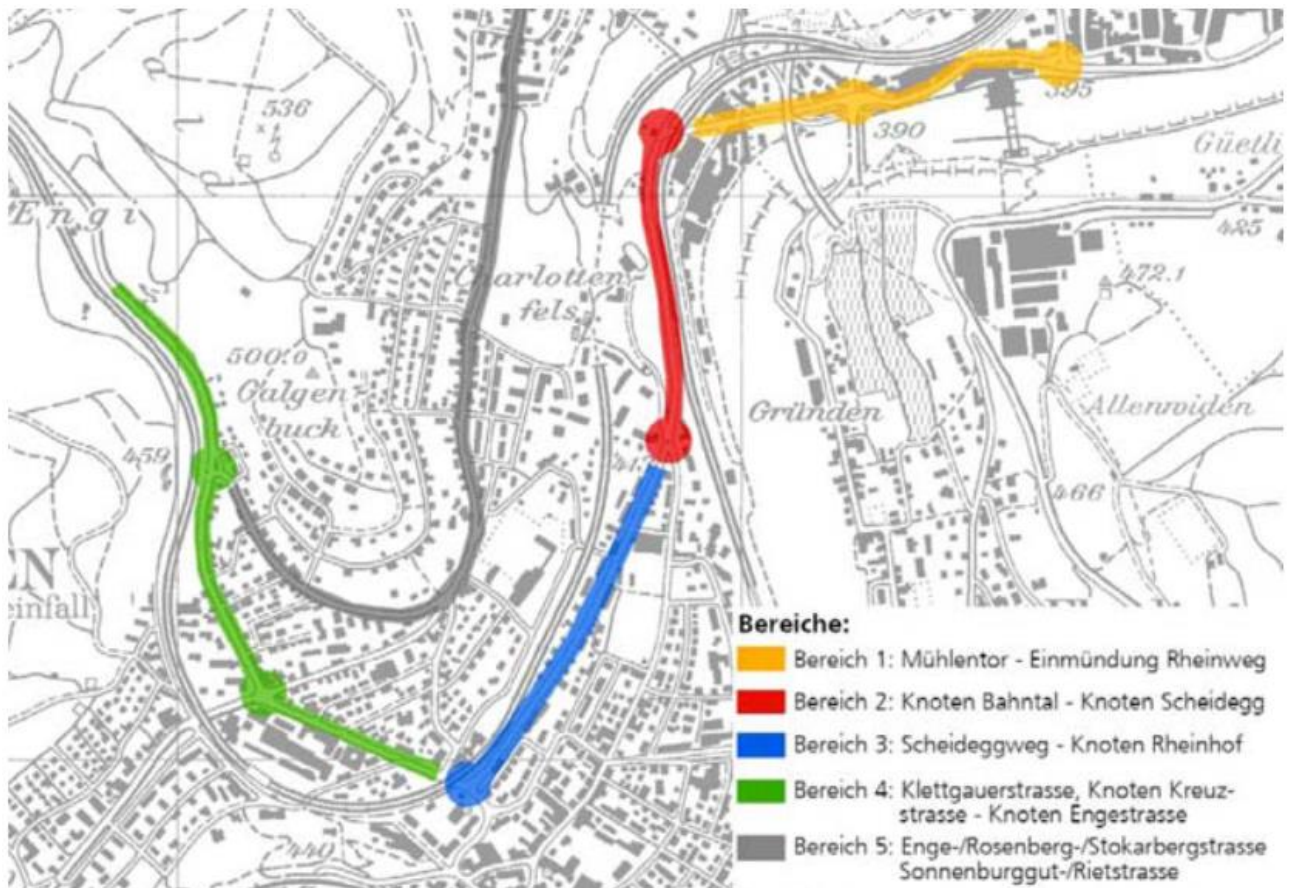 536
395
390
Güetli
Engi
425
Charlotten
fels
472.1
500.0
Galgen
buck
Gründen
Allenwiden
459
466
N
einfall
440
Bereiche:
Bereich 1: Mühlentor - Einmündung Rheinweg
Bereich 2: Knoten Bahntal - Knoten Scheidegg
Bereich 3: Scheideggweg - Knoten Rheinhof
Bereich 4: Klettgauerstrasse, Knoten Kreuz-
strasse - Knoten Engestrasse
Bereich 5: Enge-/Rosenberg-/Stokarbergstrasse
Sonnenburggut-/Rietstrasse